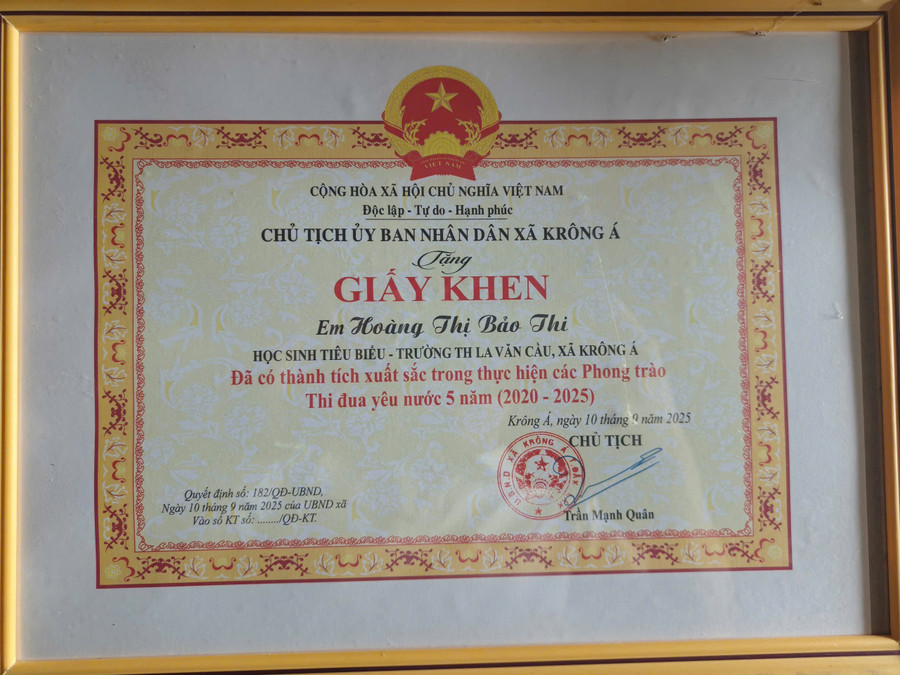 VIỆT NAM
CỘNG HÒA XÃ HỘI CHỦ NGHĨA VIỆT NAM
Độc lập - Tự do - Hạnh phúc
CHỦ TỊCH ỦY BAN NHÂN DÂN XÃ KRÔNG Á
Tặng
GIẤY KHEN
Em Hoàng Thị Bảo Thi
HỌC SINH TIÊU BIỂU - TRƯỜNG TH LA VĂN CẦU, XÃ KRÔNG Á
Đã có thành tích xuất sắc trong thực hiện các Phong trào
Thi đua yêu nước 5 năm (2020 - 2025)
Krông Á, ngày 10 tháng 9 năm 2025
CHỦ TỊCH
U.B.N.D XÃ KRÔNG Á
Trần Mạnh Quân
Quyết định số: 182/QĐ-UBND,
Ngày 10 tháng 9 năm 2025 của UBND xã
Vào sổ KT số: ......../QĐ-KT.